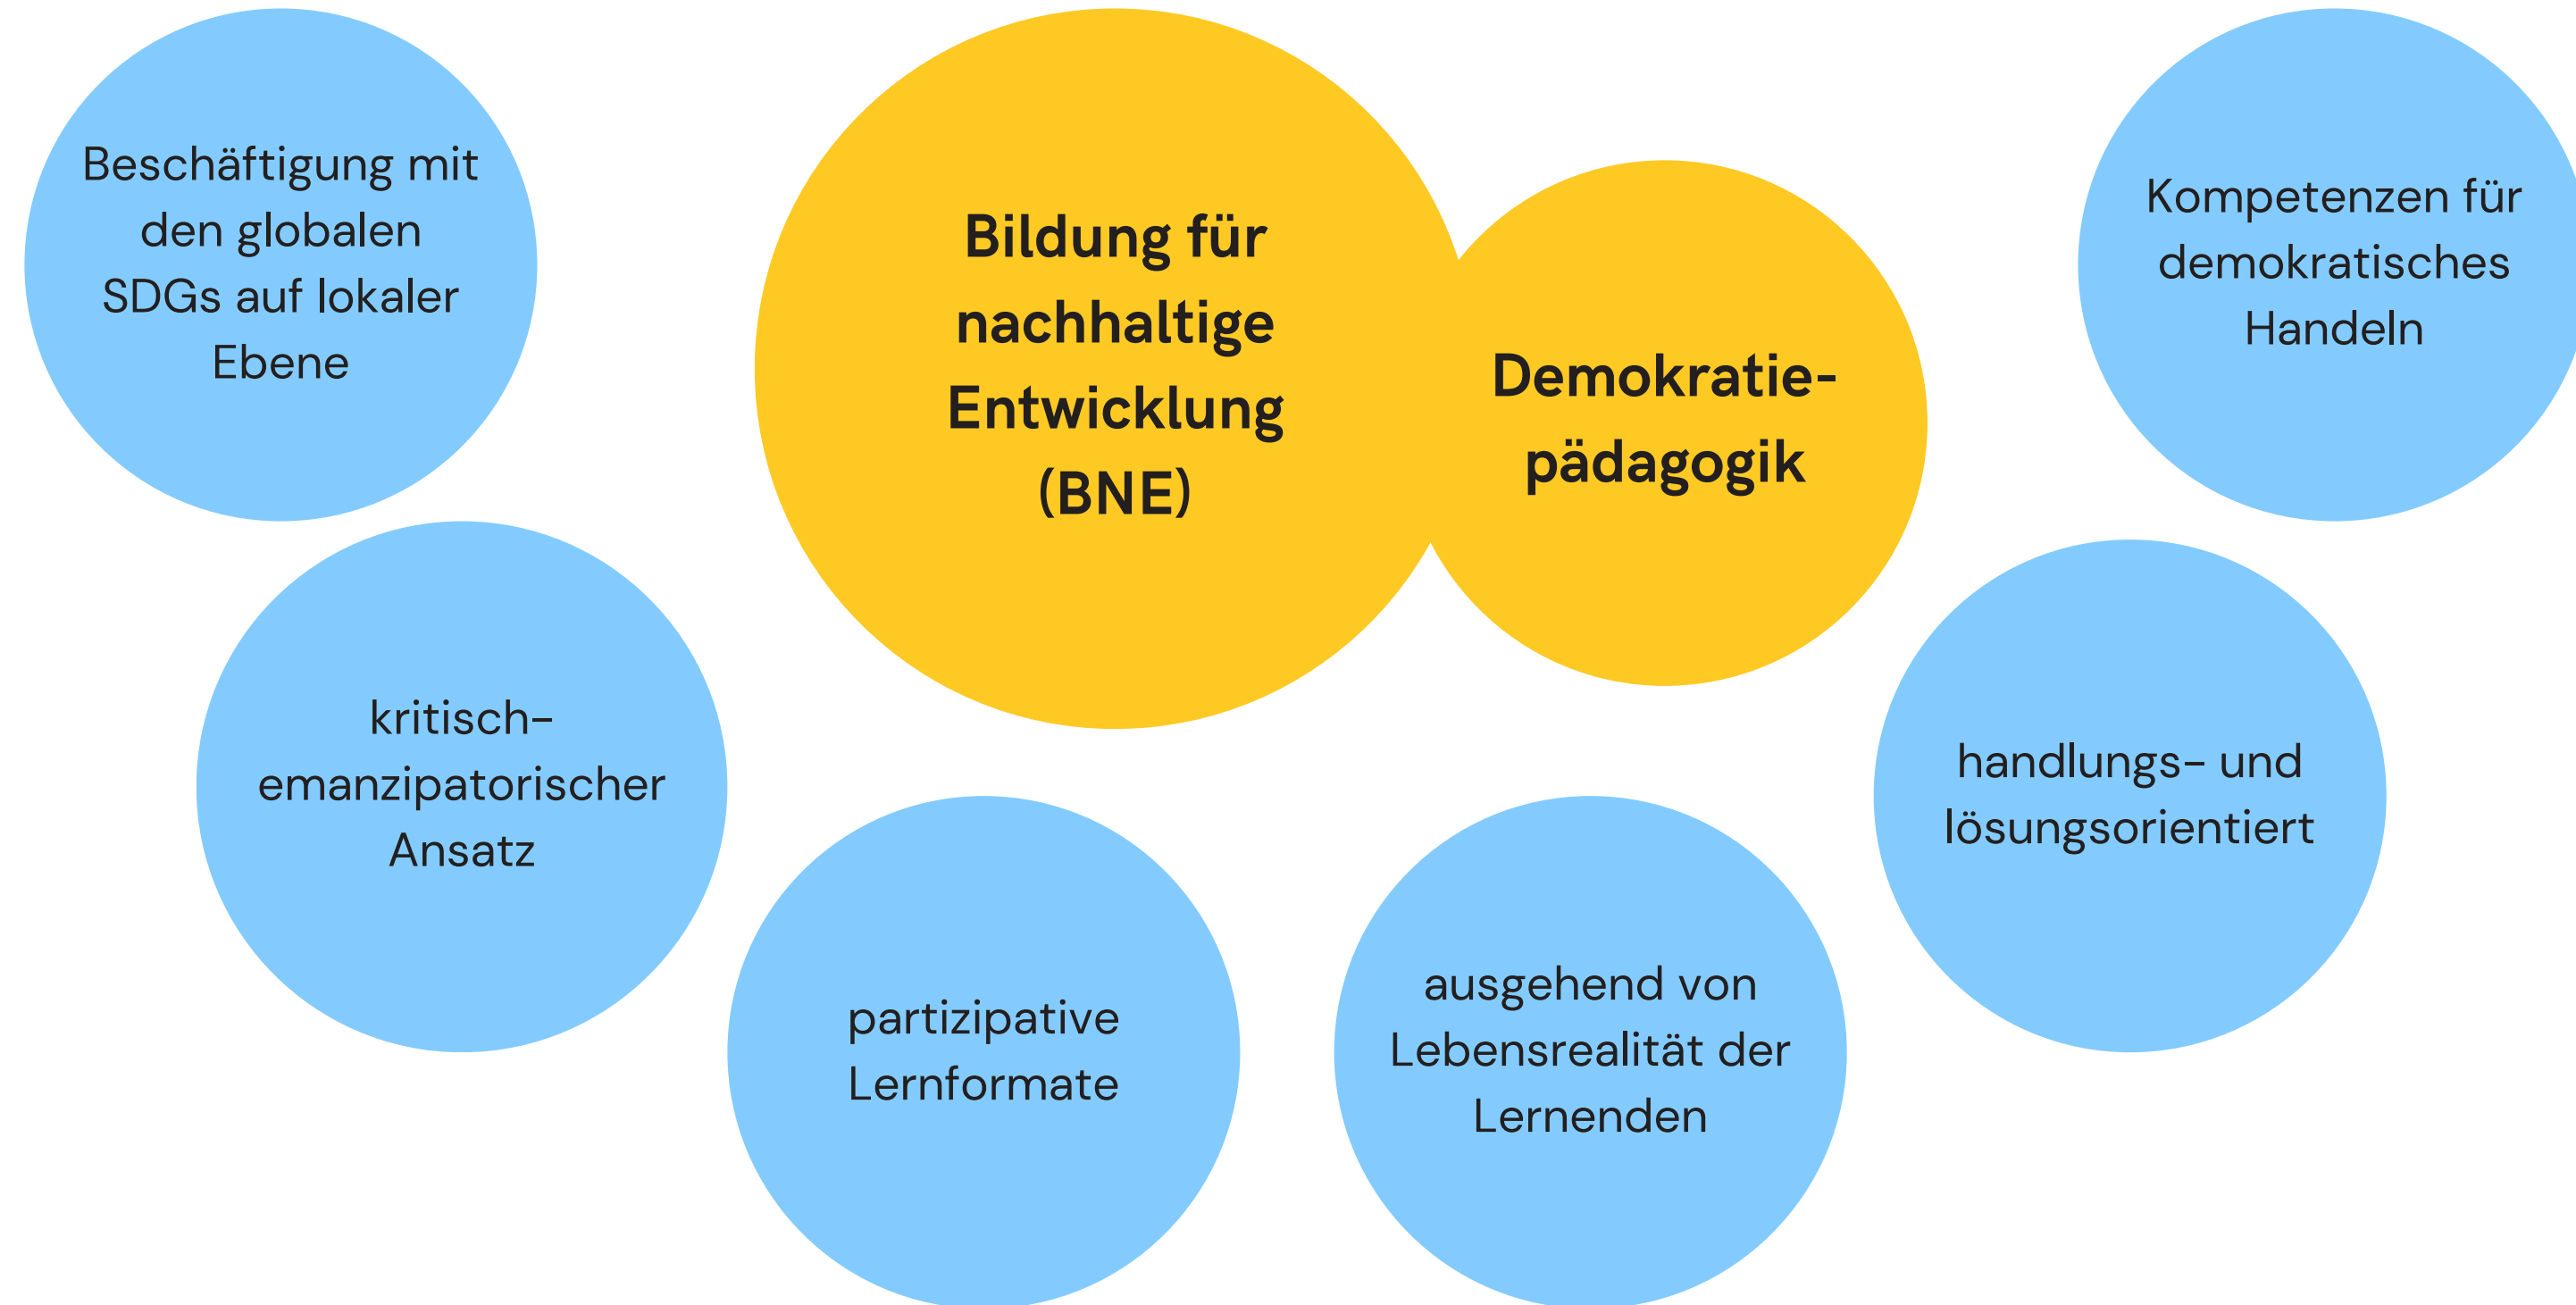 Beschäftigung mit
den globalen
SDGs auf lokaler
Ebene
Bildung für
nachhaltige
Entwicklung
(BNE)
Demokratie-
pädagogik
Kompetenzen für
demokratisches
Handeln
kritisch-
emanzipatorischer
Ansatz
partizipative
Lernformate
ausgehend von
Lebensrealität der
Lernenden
handlungs- und
lösungsorientiert